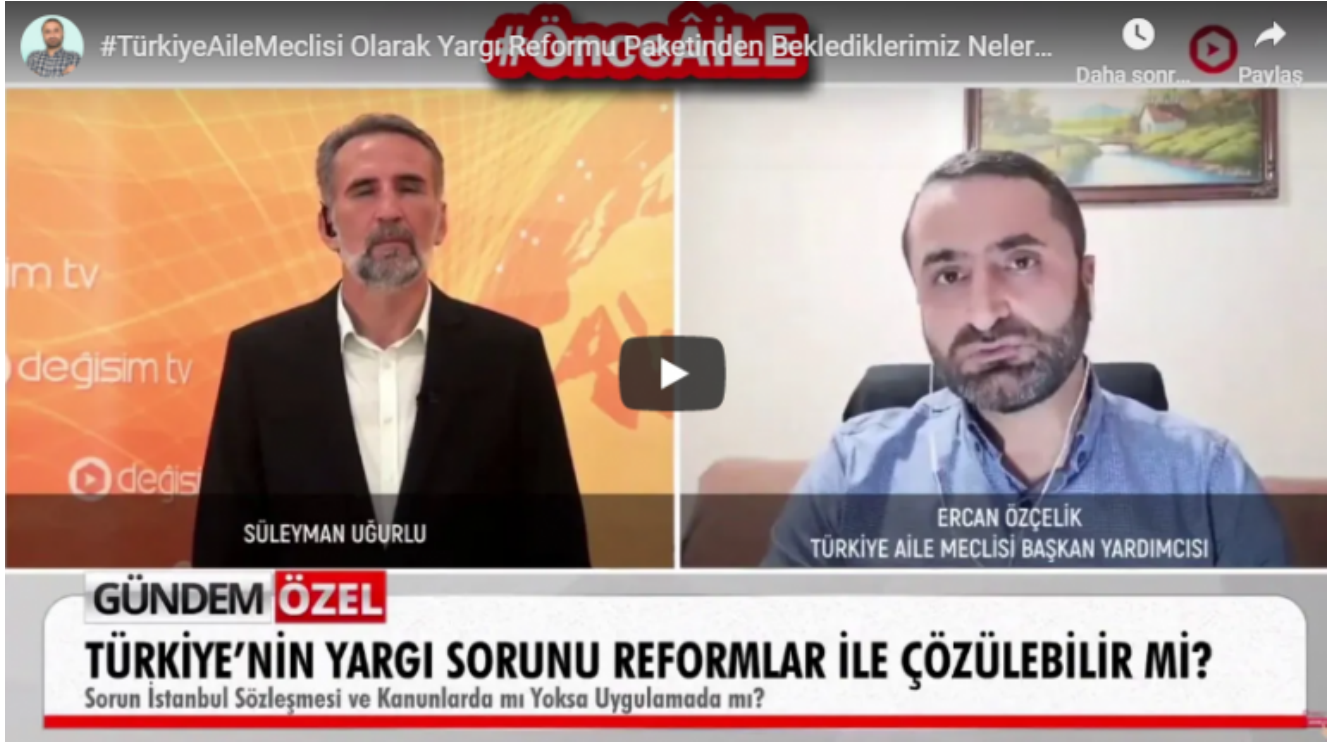 #TürkiyeAileMeclisi Olarak Yargı Reformu Paketinden Beklediklerimiz Neler...
#ÖnceÂİLE
Daha sonr...
Paylaş
im tv
değişim tv
değiş
SÜLEYMAN UĞURLU
ERCAN ÖZÇELİK
TÜRKİYE AİLE MECLİSİ BAŞKAN YARDIMCISI
GÜNDEM ÖZEL
TÜRKİYE'NİN YARGI SORUNU REFORMLAR İLE ÇÖZÜLEBİLİR Mİ?
Sorun İstanbul Sözleşmesi ve Kanunlarda mı Yoksa Uygulamada mı?